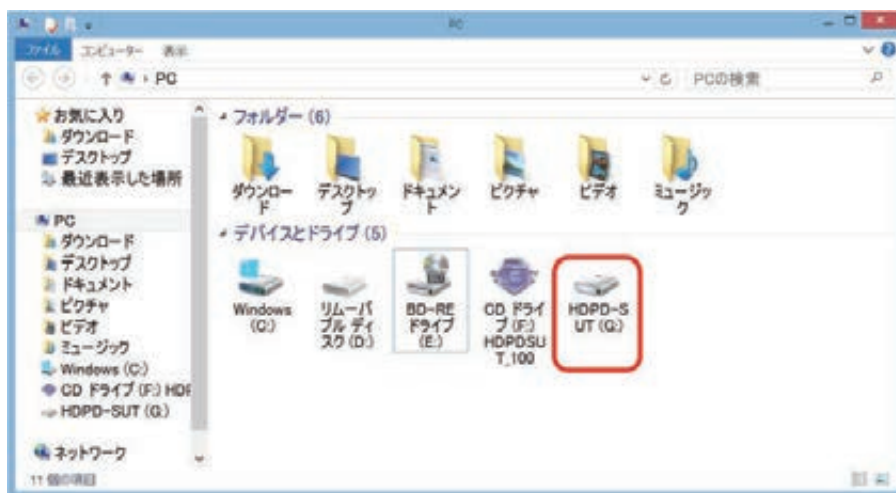 PC
ファイル コンピューター 表示
PC
PCの検索
お気に入り
ダウンロード
デスクトップ
最近表示した場所
PC
ダウンロード
デスクトップ
ドキュメント
ピクチャ
ビデオ
ミュージック
Windows (C:)
CD ドライブ (F:) HDP
HDPD-SUT (G:)
ネットワーク
フォルダー (6)
ダウンロー
ド
デスクトッ
プ
ドキュメン
ト
ピクチャ
ビデオ
ミュージッ
ク
デバイスとドライブ (5)
Windows
(C:)
リムーバ
ブル ディ
スク (D:)
BD-RE
ドライブ
(E:)
CD ドライ
ブ (F:)
HDPDSU
T_100
HDPD-S
UT (G:)
11 個の項目